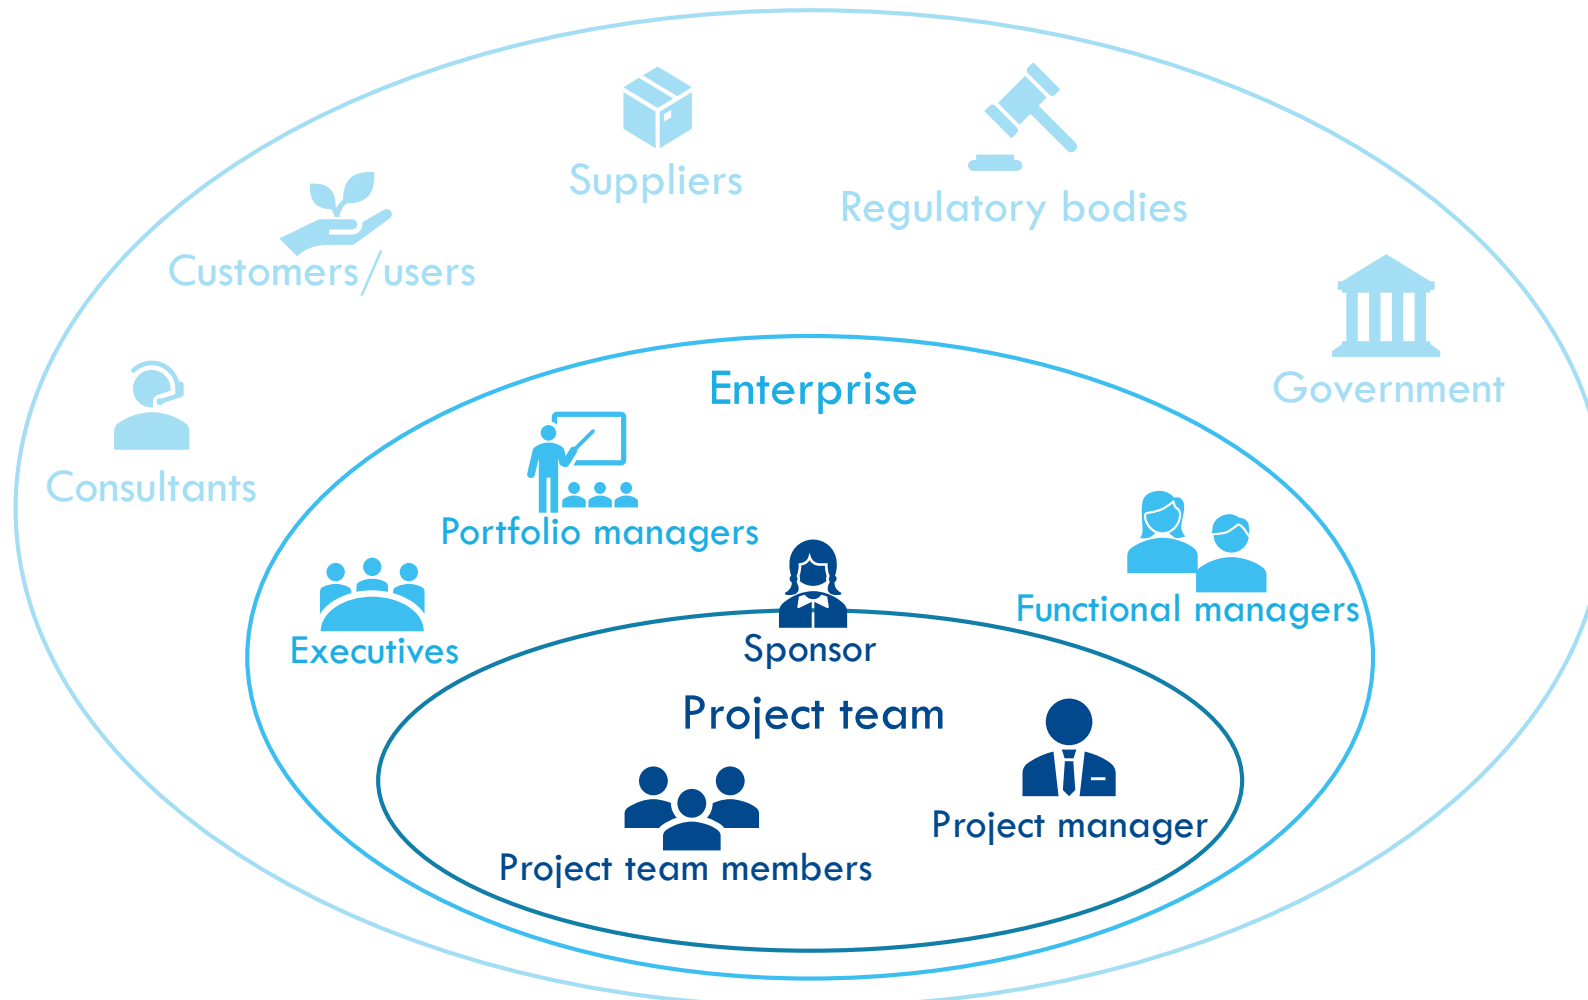 Suppliers
Regulatory bodies
Customers/users
Government
Consultants
Enterprise
Portfolio managers
Functional managers
Executives
Sponsor
Project team
Project manager
Project team members